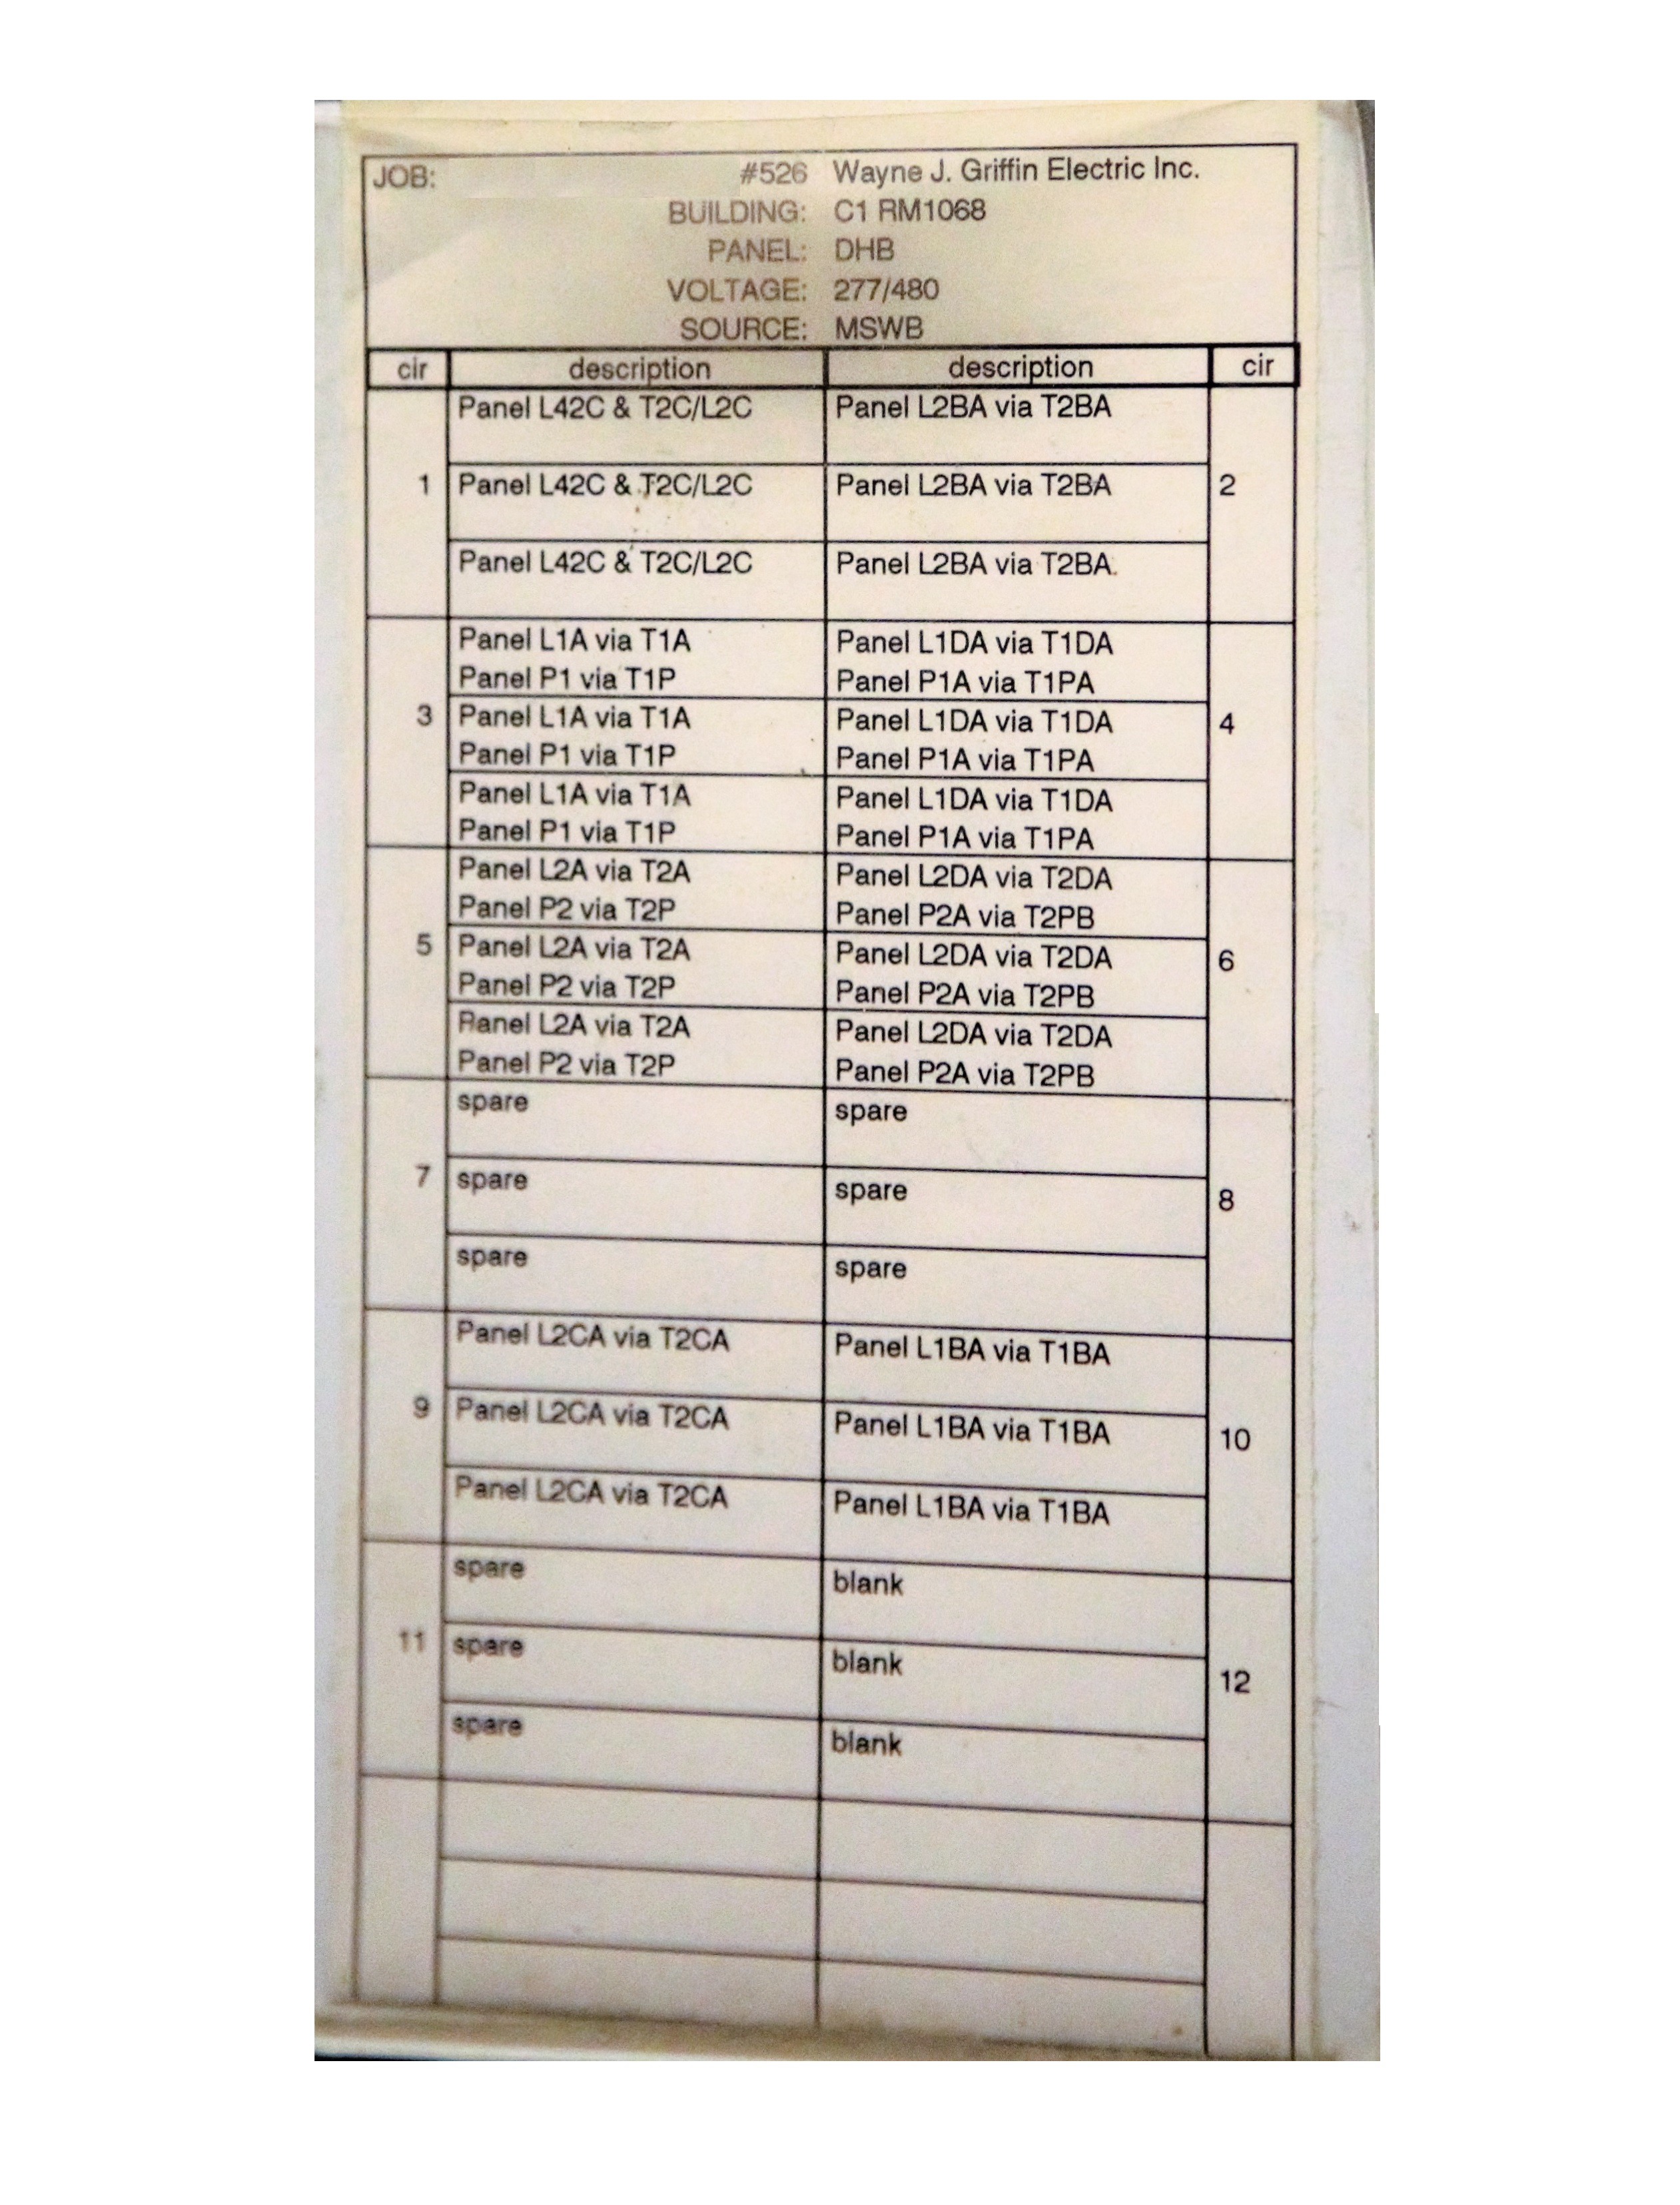 JOB: #526 Wayne J. Griffin Electric Inc.
BUILDING: C1 RM1068
PANEL: DHB
VOLTAGE: 277/480
SOURCE: MSWB
cir description description cir
Panel L42C & T2C/L2C Panel L2BA via T2BA
1 Panel L42C & T2C/L2C Panel L2BA via T2BA 2
Panel L42C & T2C/L2C Panel L2BA via T2BA
Panel L1A via T1A Panel L1DA via T1DA
Panel P1 via T1P Panel P1A via T1PA
3 Panel L1A via T1A Panel L1DA via T1DA 4
Panel P1 via T1P Panel P1A via T1PA
Panel L1A via T1A Panel L1DA via T1DA
Panel P1 via T1P Panel P1A via T1PA
Panel L2A via T2A Panel L2DA via T2DA
Panel P2 via T2P Panel P2A via T2PB
5 Panel L2A via T2A Panel L2DA via T2DA 6
Panel P2 via T2P Panel P2A via T2PB
Panel L2A via T2A Panel L2DA via T2DA
Panel P2 via T2P Panel P2A via T2PB
spare spare
7 spare spare 8
spare spare
Panel L2CA via T2CA Panel L1BA via T1BA
9 Panel L2CA via T2CA Panel L1BA via T1BA 10
Panel L2CA via T2CA Panel L1BA via T1BA
spare blank
11 spare blank 12
spare blank